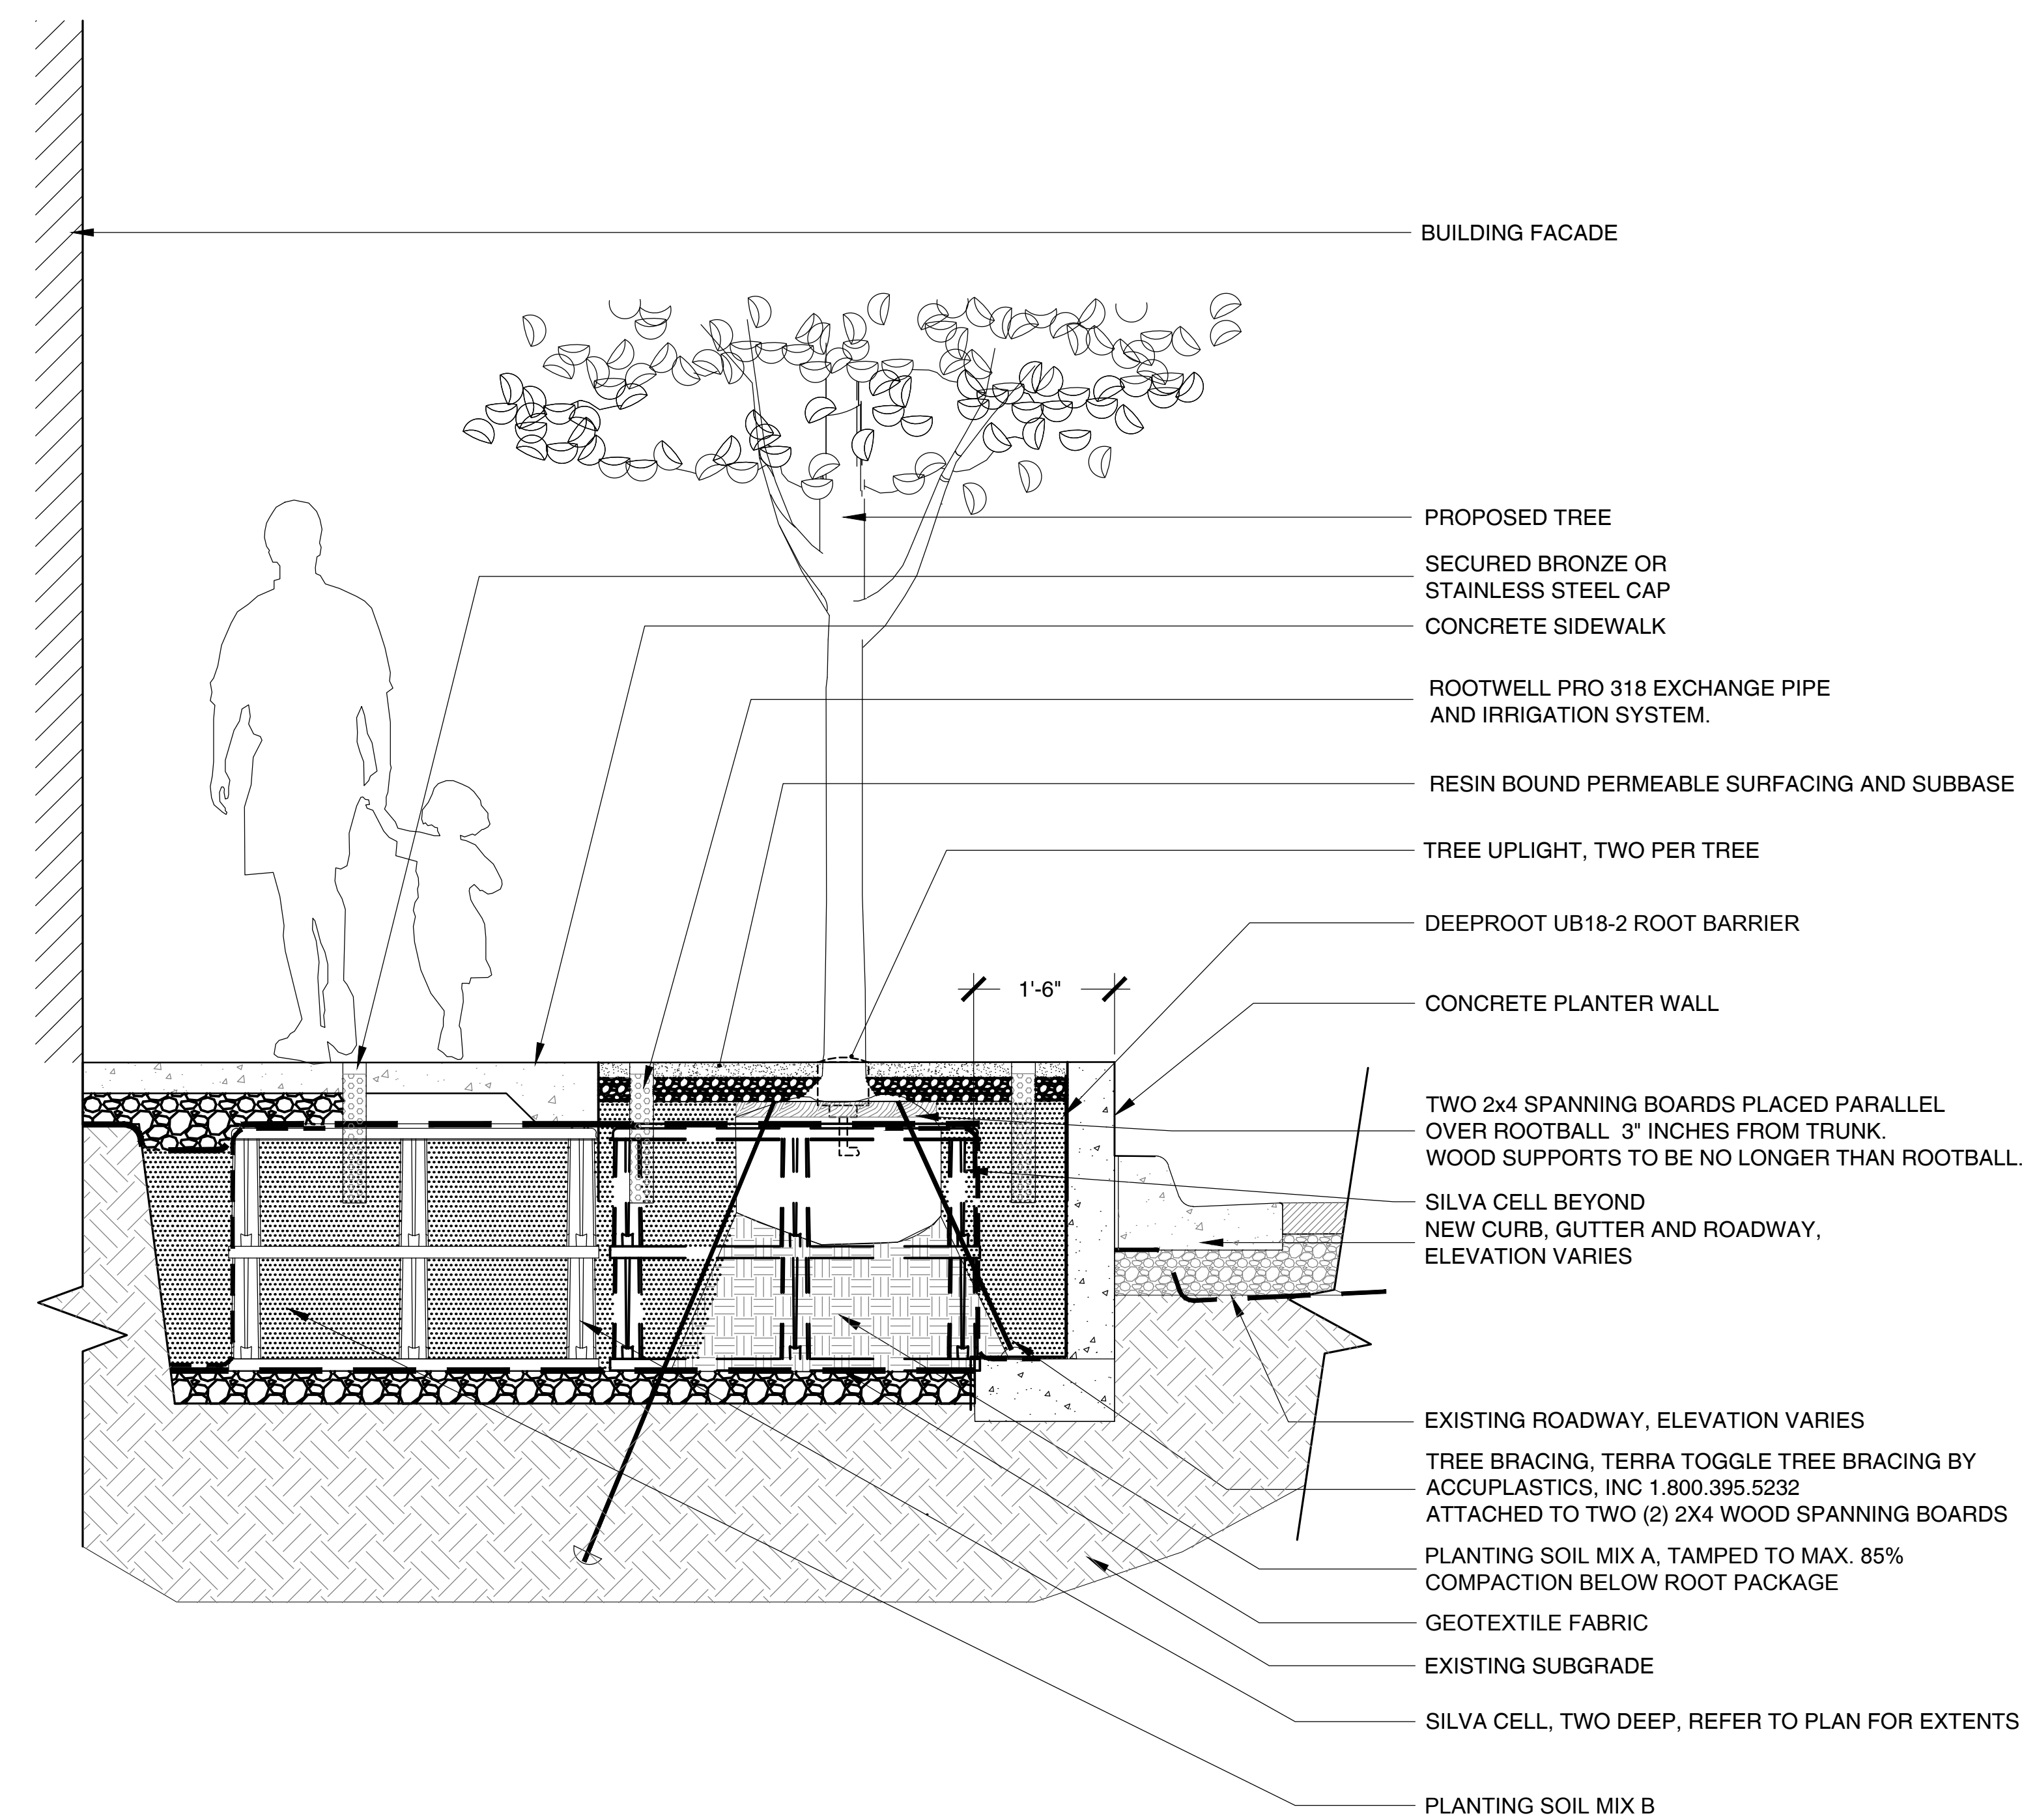 BUILDING FACADE
PROPOSED TREE
SECURED BRONZE OR
STAINLESS STEEL CAP
CONCRETE SIDEWALK
ROOTWELL PRO 318 EXCHANGE PIPE
AND IRRIGATION SYSTEM.
RESIN BOUND PERMEABLE SURFACING AND SUBBASE
TREE UPLIGHT, TWO PER TREE
DEEPROOT UB18-2 ROOT BARRIER
1'-6"
CONCRETE PLANTER WALL
TWO 2x4 SPANNING BOARDS PLACED PARALLEL
OVER ROOTBALL 3" INCHES FROM TRUNK.
WOOD SUPPORTS TO BE NO LONGER THAN ROOTBALL.
SILVA CELL BEYOND
NEW CURB, GUTTER AND ROADWAY,
ELEVATION VARIES
EXISTING ROADWAY, ELEVATION VARIES
TREE BRACING, TERRA TOGGLE TREE BRACING BY
ACCUPLASTICS, INC 1.800.395.5232
ATTACHED TO TWO (2) 2X4 WOOD SPANNING BOARDS
PLANTING SOIL MIX A, TAMPED TO MAX. 85%
COMPACTION BELOW ROOT PACKAGE
GEOTEXTILE FABRIC
EXISTING SUBGRADE
SILVA CELL, TWO DEEP, REFER TO PLAN FOR EXTENTS
PLANTING SOIL MIX B